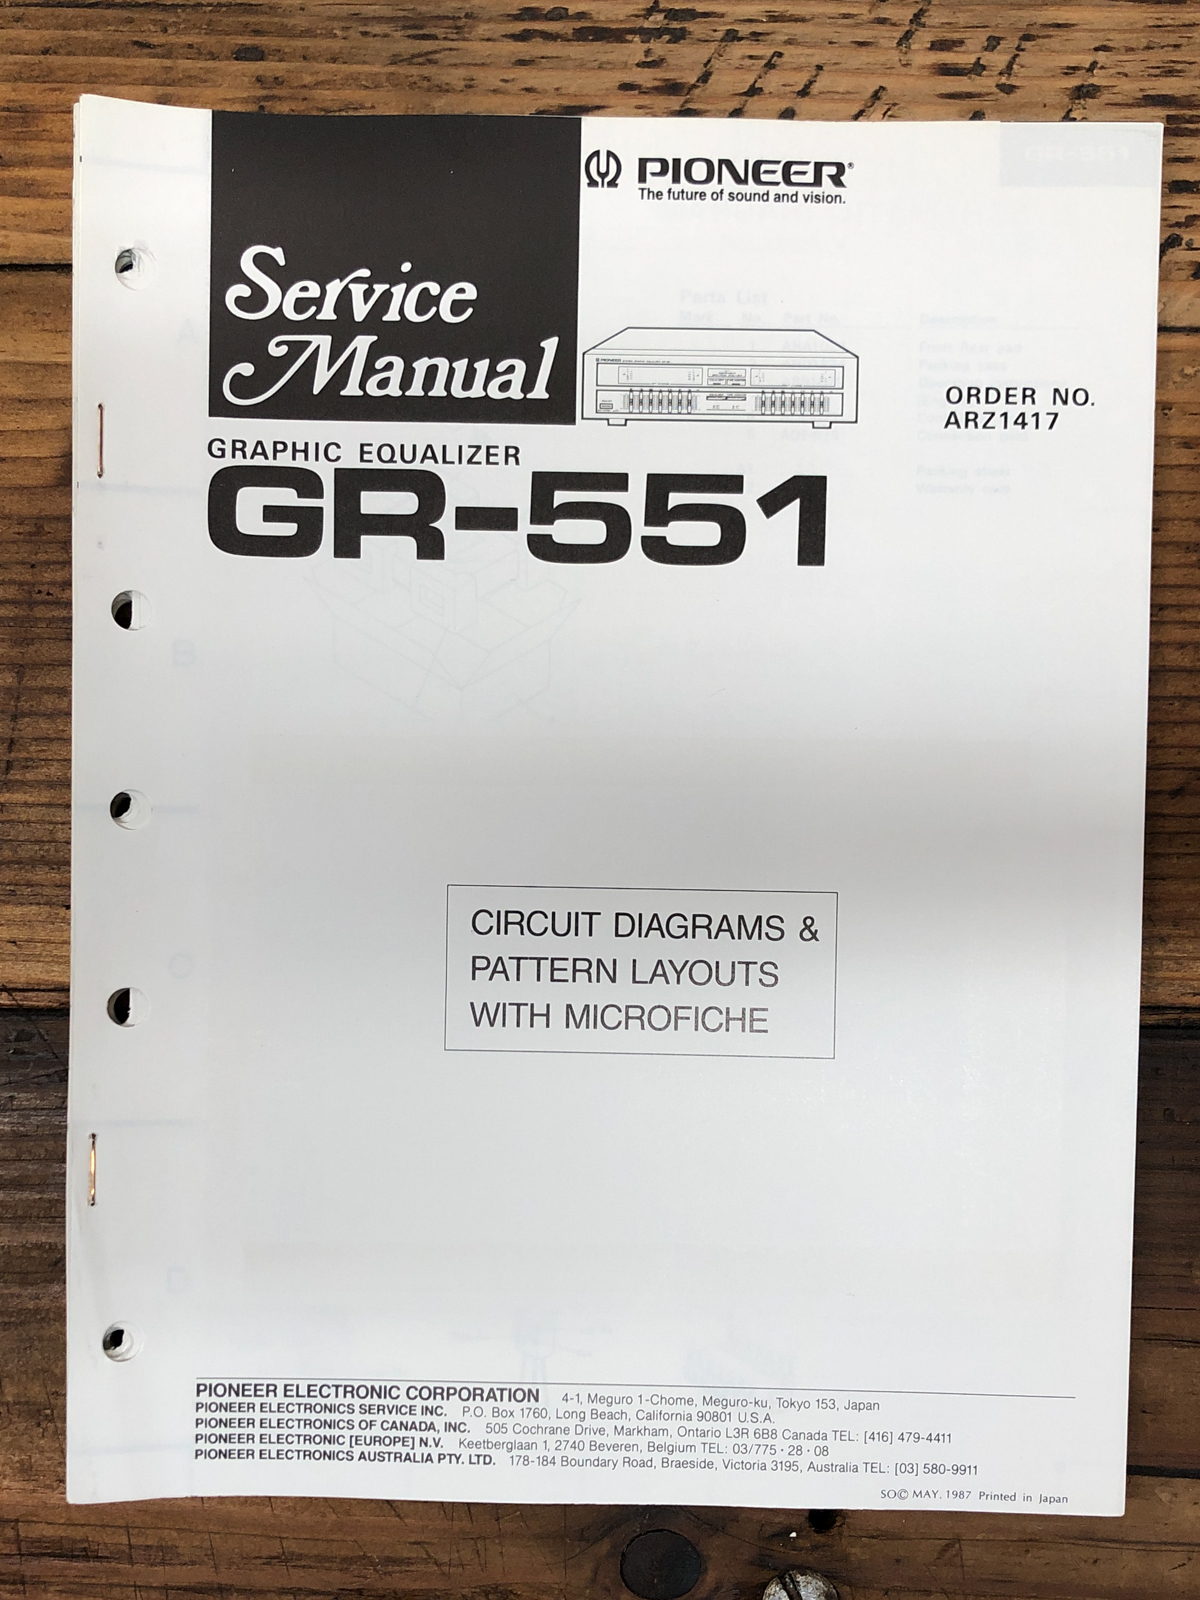 PIONEER®
The future of sound and vision.
Service
Manual
ORDER NO.
ARZ1417
GRAPHIC EQUALIZER
GR-551
CIRCUIT DIAGRAMS &
PATTERN LAYOUTS
WITH MICROFICHE
PIONEER ELECTRONIC CORPORATION 4-1, Meguro 1-Chome, Meguro-ku, Tokyo 153, Japan
PIONEER ELECTRONICS SERVICE INC. P.O. Box 1760, Long Beach, California 90801 U.S.A.
PIONEER ELECTRONICS OF CANADA, INC. 505 Cochrane Drive, Markham, Ontario L3R 6B8 Canada TEL: [416] 479-4411
PIONEER ELECTRONIC [EUROPE] N.V. Keetberglaan 1, 2740 Beveren, Belgium TEL: 03/775·28·08
PIONEER ELECTRONICS AUSTRALIA PTY. LTD. 178-184 Boundary Road, Braeside, Victoria 3195, Australia TEL: [03] 580-9911
SO© MAY. 1987 Printed in Japan